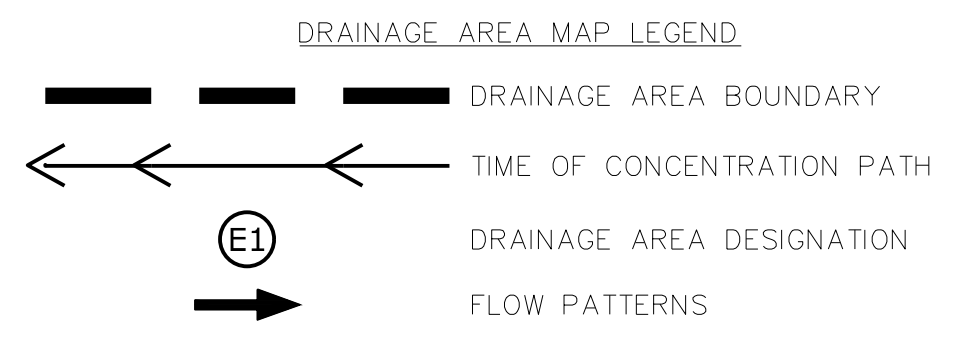 DRAINAGE AREA MAP LEGEND
DRAINAGE AREA BOUNDARY
TIME OF CONCENTRATION PATH
E1 DRAINAGE AREA DESIGNATION
FLOW PATTERNS